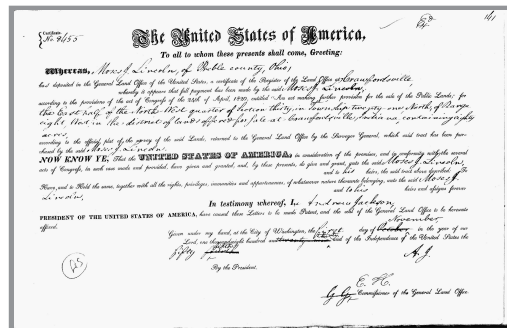 141
Certificate
No. 9455
The United States of America,
To all to whom these presents shall come, Greeting:
Whereas, Moses J. Lincoln, of Preble county, Ohio,
has deposited in the General Land Office of the United States, a certificate of the Register of the Land Office at Crawfordsville,
whereby it appears that full payment has been made by the said Moses J. Lincoln,
according to the provisions of the act of Congress of the 24th of April, 1820, entitled "An act making further provision for the sale of the Public Lands," for
the East half of the North West quarter of section thirty, in township twenty one North, of Range
eight West in the district of lands offered for sale at Crawfordsville, Indiana, containing eighty
acres,
according to the official plat of the survey of the said Lands, returned to the General Land Office by the Surveyor General, which said tract has been pur-
chased by the said Moses J. Lincoln,
NOW KNOW YE, That the UNITED STATES OF AMERICA, in consideration of the premises, and in conformity with the several
acts of Congress, in such case made and provided, have given and granted, and, by these presents, do give and grant, unto the said Moses J. Lincoln,
and to his heirs, the said tract above described: To
Have, and to Hold the same, together with all the rights, privileges, immunities and appurtenances, of whatsoever nature thereunto belonging, unto the said Moses J.
Lincoln, and to his heirs and assigns forever
In testimony whereof, I, Andrew Jackson,
PRESIDENT OF THE UNITED STATES OF AMERICA, have caused these Letters to be made Patent, and the seal of the General Land Office to be hereunto
affixed.
November,
Given under my hand, at the City of Washington, the first day of October, in the year of our
Lord, one thousand eight hundred and of the Independence of the United States the
fifty
A. J.
By the President.
E. H.
Commissioner of the General Land Office